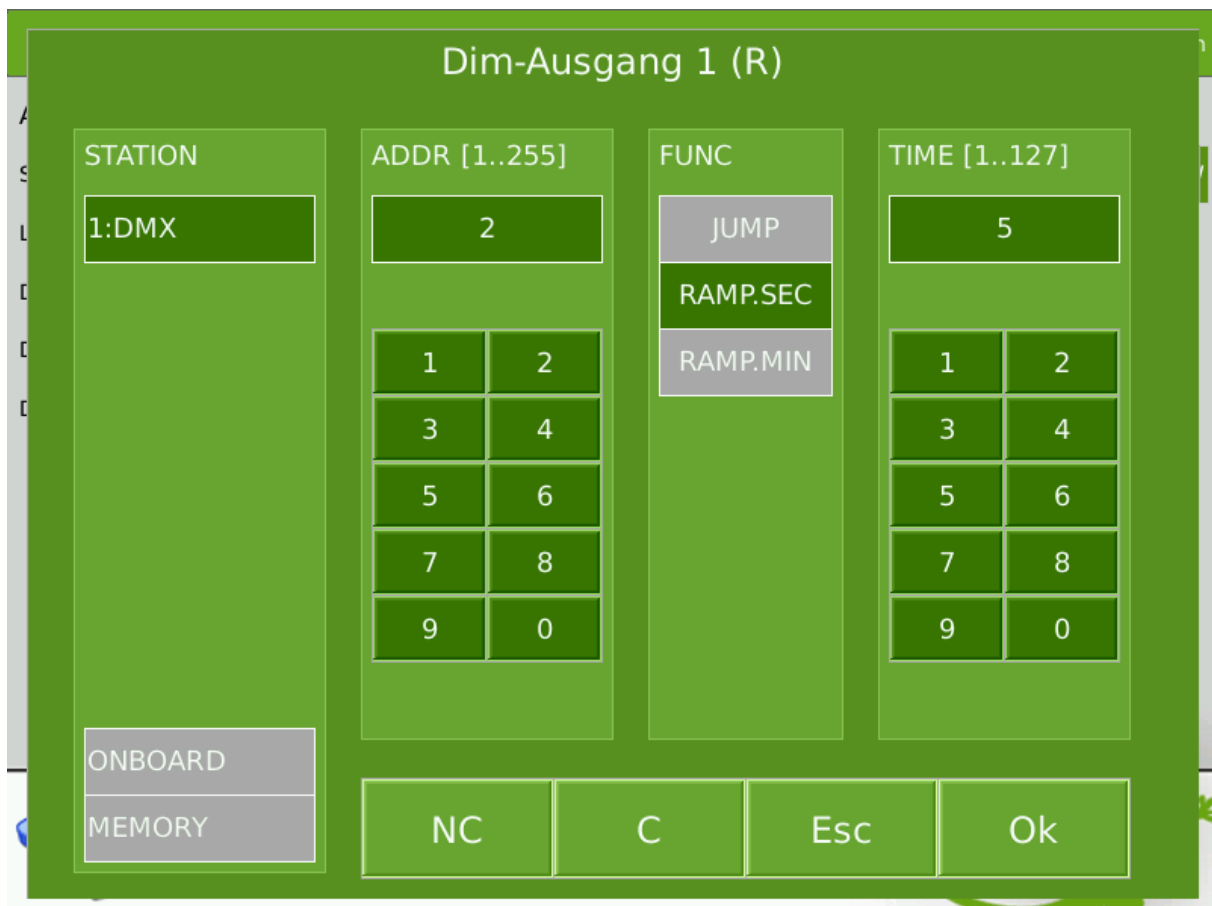 Dim-Ausgang 1 (R)
STATION
1:DMX
ONBOARD
MEMORY
ADDR [1..255]
2
1 2
3 4
5 6
7 8
9 0
FUNC
JUMP
RAMP.SEC
RAMP.MIN
TIME [1..127]
5
1 2
3 4
5 6
7 8
9 0
NC C Esc Ok